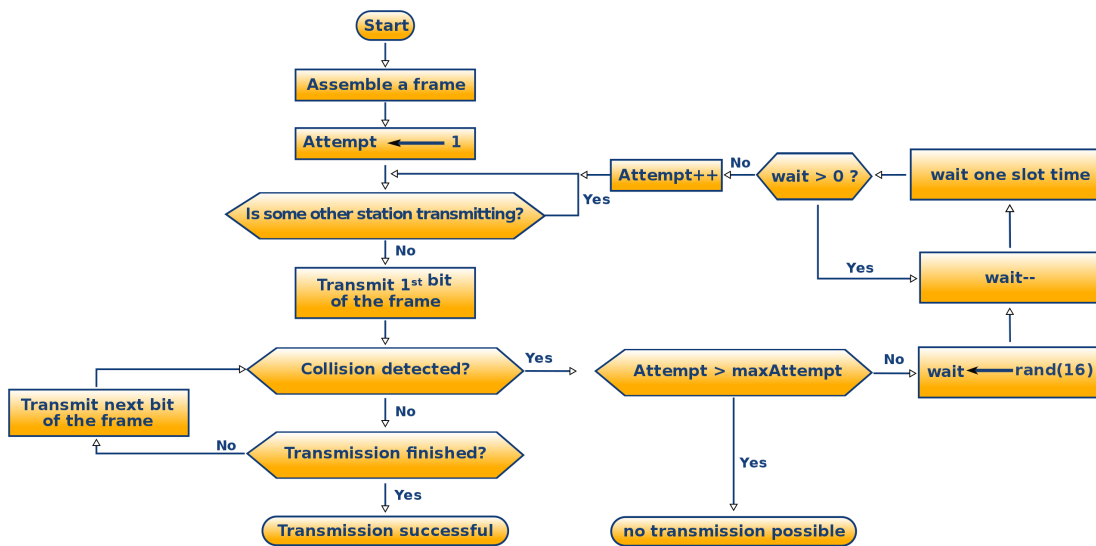 Start
Assemble a frame
Attempt 1
Is some other station transmitting?
Yes
No
Transmit 1st bit
of the frame
Collision detected?
Yes
No
Transmit next bit
of the frame
No
Transmission finished?
Yes
Transmission successful
Attempt > maxAttempt
Yes
no transmission possible
No
wait rand(16)
wait--
wait one slot time
wait > 0 ?
Yes
No
Attempt++